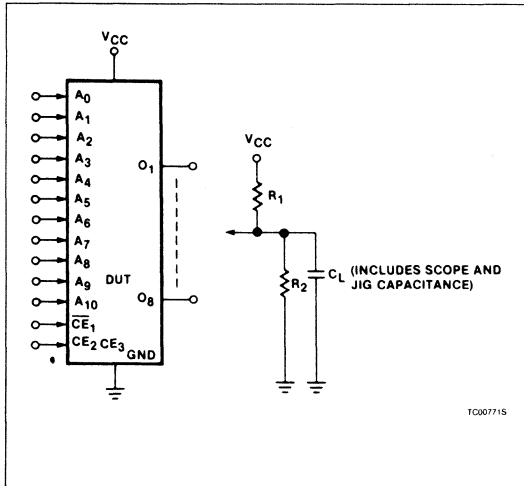 VCC
A0
A1
A2
A3
A4
A5
A6
A7
A8
A9
A10
CE1
CE2 CE3
GND
DUT
O1
O8
VCC
R1
R2
CL (INCLUDES SCOPE AND
JIG CAPACITANCE)
TC00771S